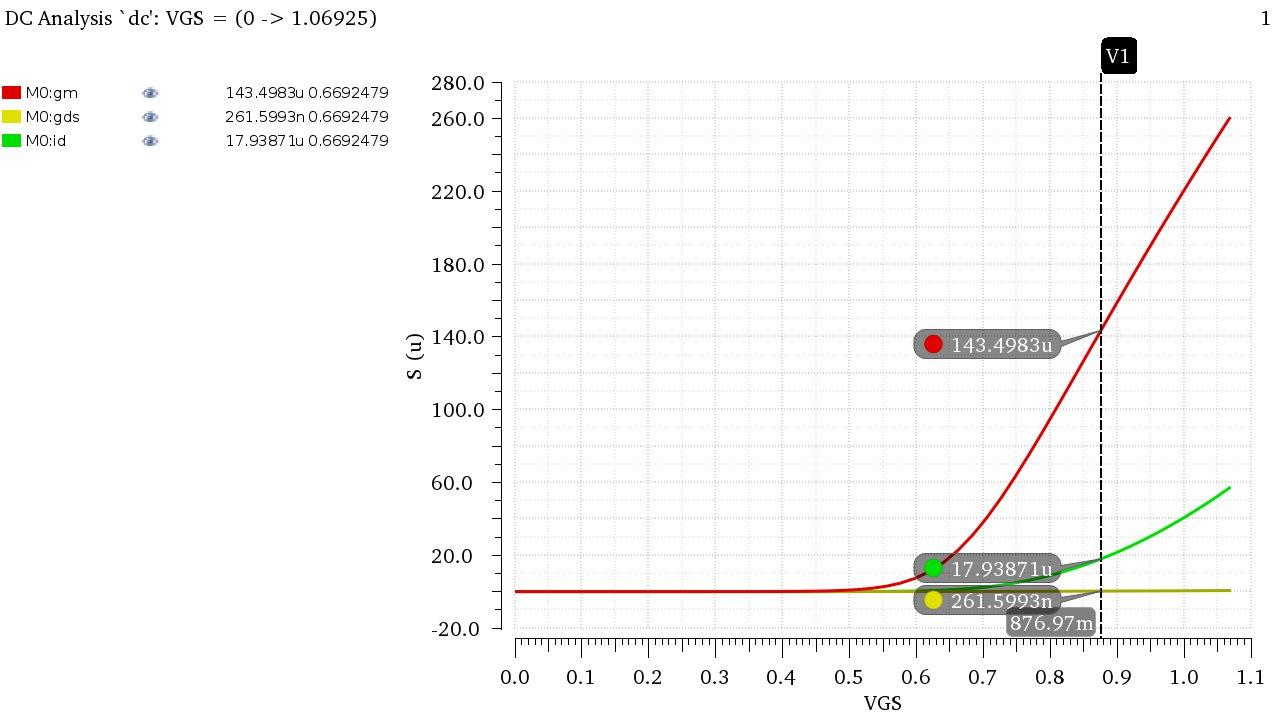 DC Analysis `dc': VGS = (0 -> 1.06925)
1
V1
M0:gm 143.4983u 0.6692479
M0:gds 261.5993n 0.6692479
M0:id 17.93871u 0.6692479
S (u)
280.0
260.0
220.0
180.0
140.0
100.0
60.0
20.0
-20.0
143.4983u
17.93871u
261.5993n
876.97m
0.0 0.1 0.2 0.3 0.4 0.5 0.6 0.7 0.8 0.9 1.0 1.1
VGS